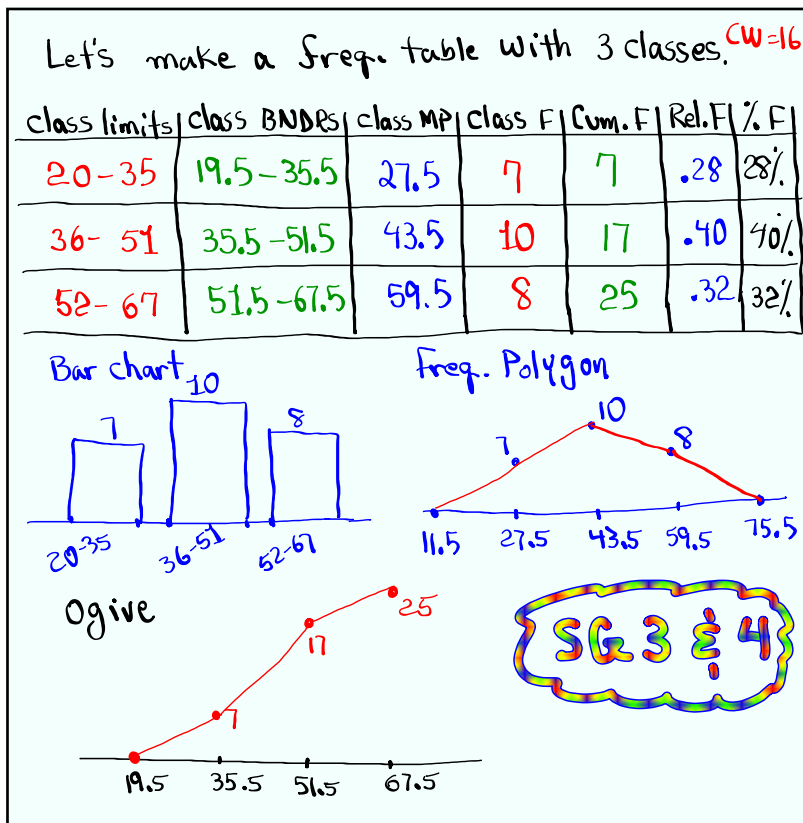 Let's make a freq. table with 3 classes. CW=16
class limits class BNDRs class MP Class F Cum. F Rel.F % F
20-35 19.5-35.5 27.5 7 7 .28 28%
36-51 35.5-51.5 43.5 10 17 .40 40%
52-67 51.5-67.5 59.5 8 25 .32 32%
Bar chart
7 10 8
20-35 36-51 52-67
Freq. Polygon
7 10 8
11.5 27.5 43.5 59.5 75.5
Ogive
7 17 25
19.5 35.5 51.5 67.5
SG 3 & 4